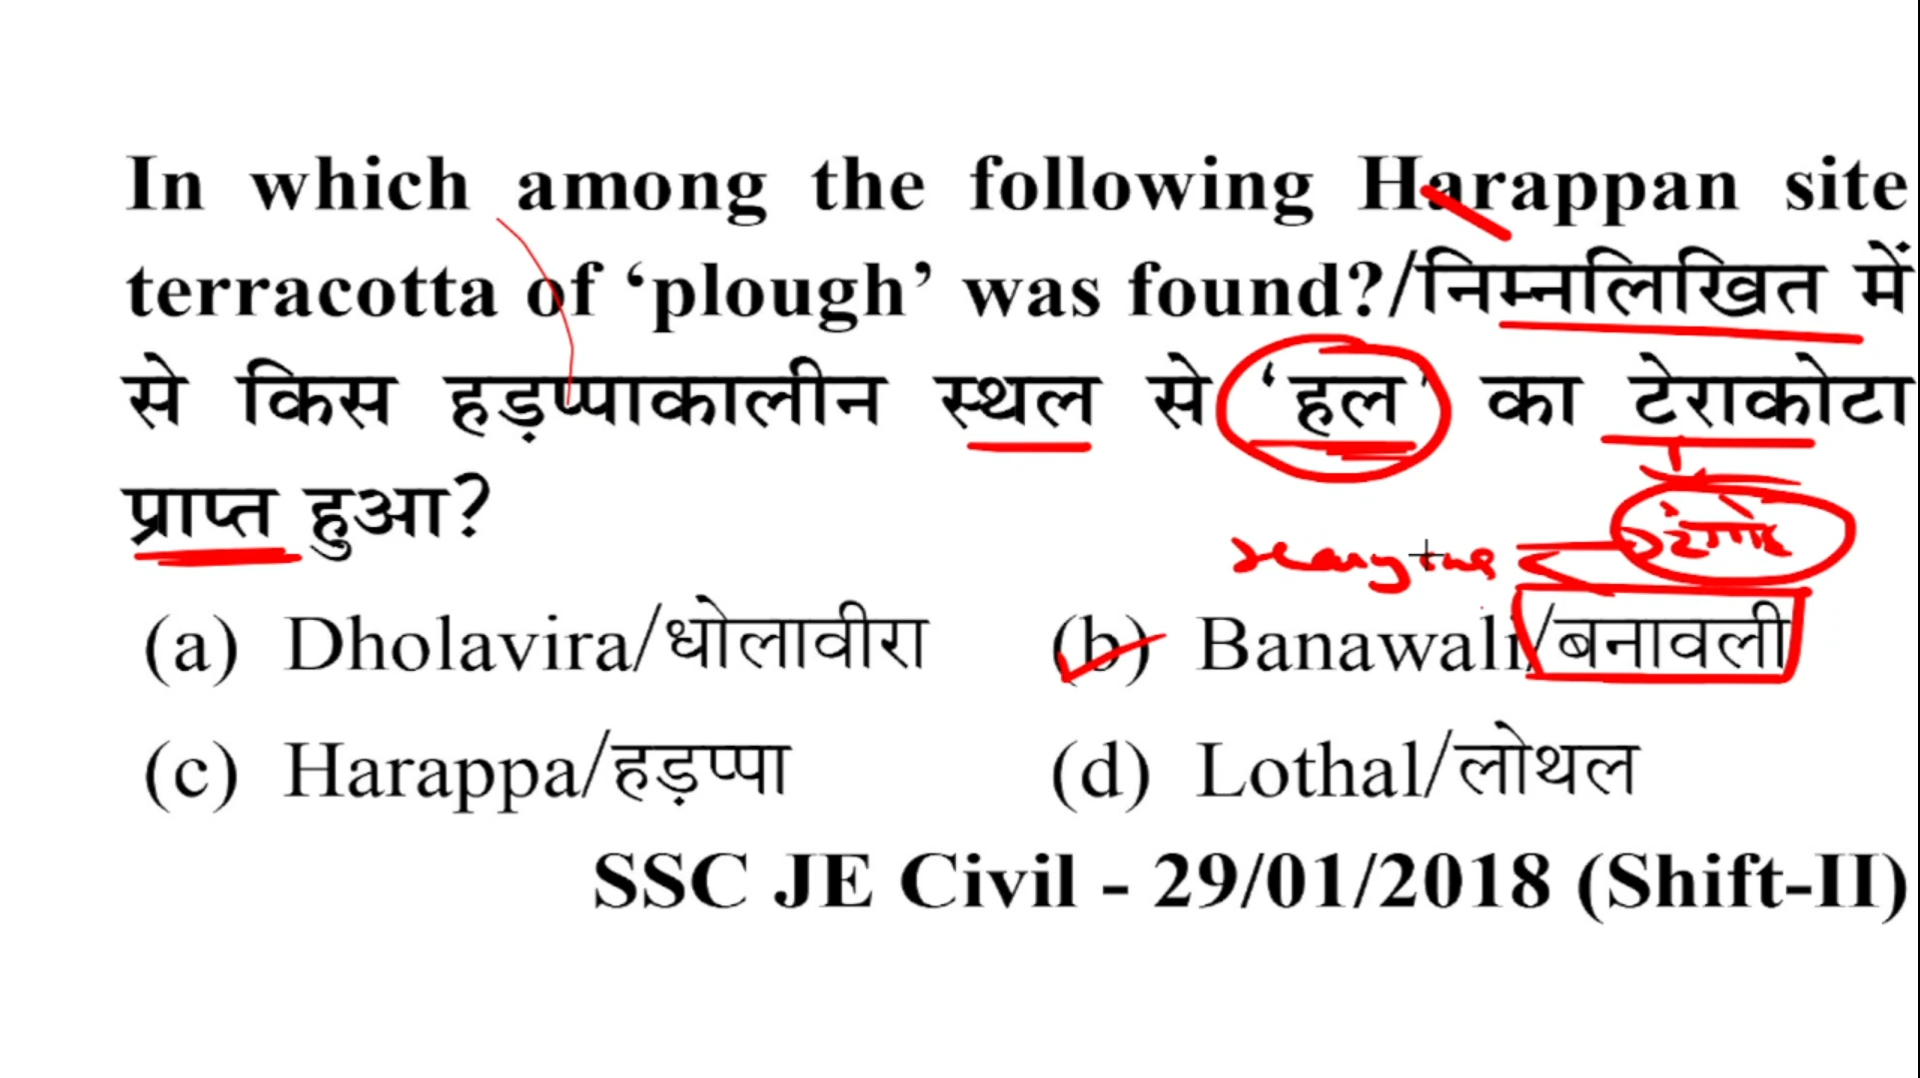 In which among the following Harappan site
terracotta of ‘plough’ was found?/निम्नलिखित में
से किस हड़प्पाकालीन स्थल से ‘हल’ का टेराकोटा
प्राप्त हुआ?
(a) Dholavira/धोलावीरा (b) Banawali/बनावली
(c) Harappa/हड़प्पा (d) Lothal/लोथल
SSC JE Civil - 29/01/2018 (Shift-II)